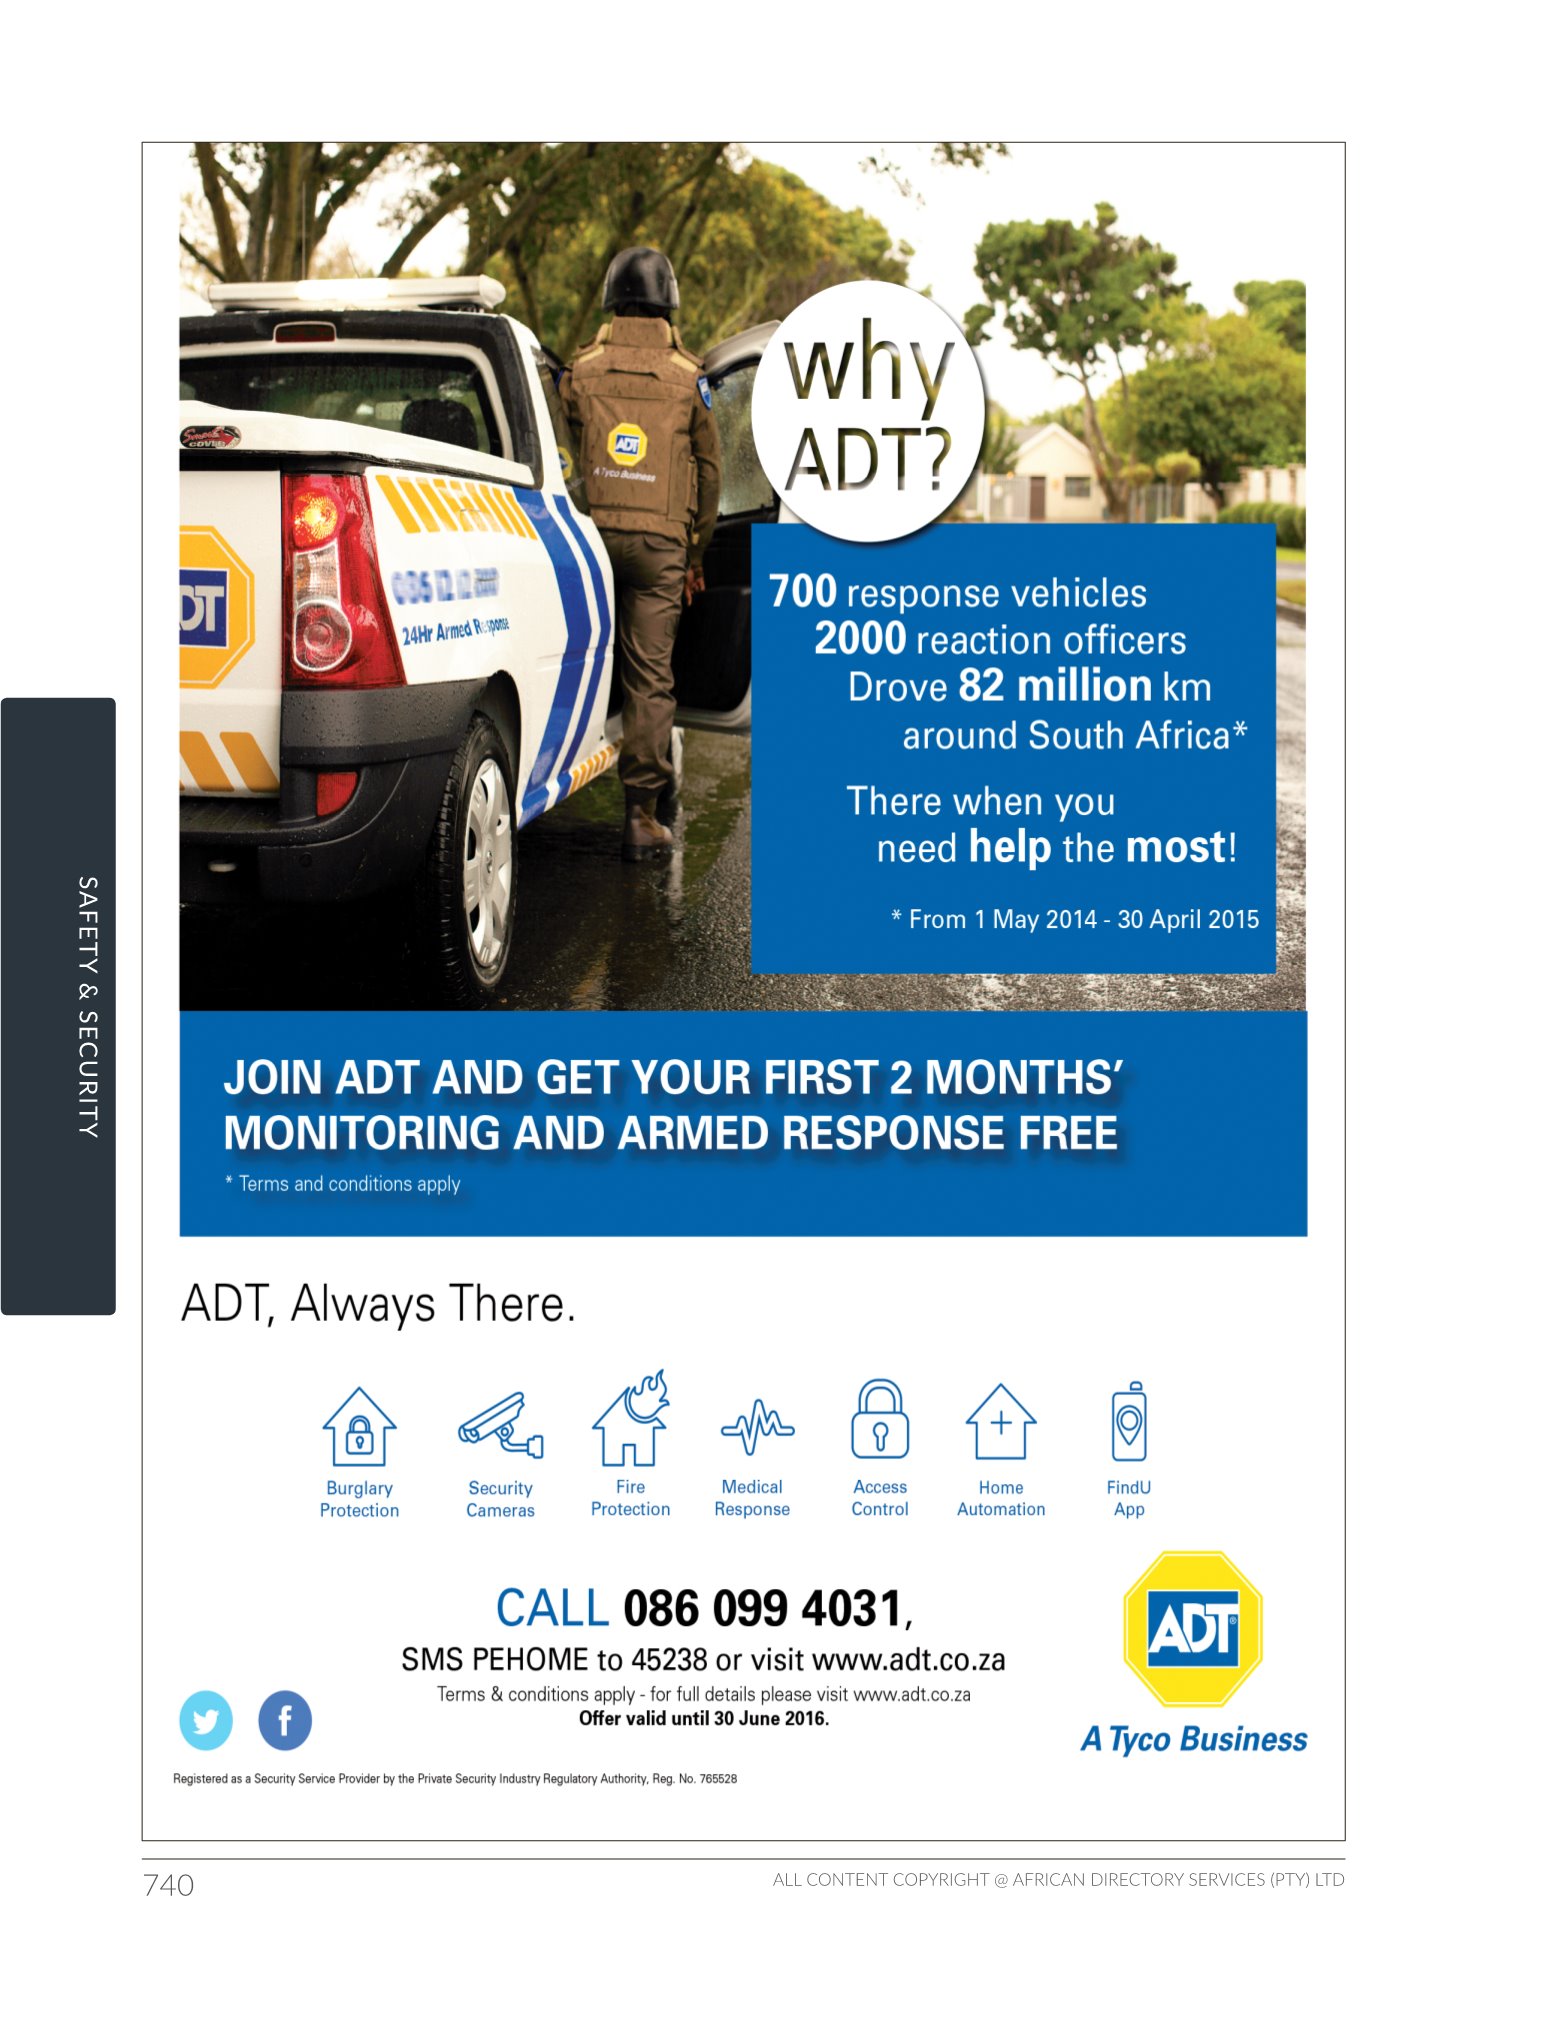 SAFETY & SECURITY
Smook
COVER
DT
24Hr Armed Response
ADT
A Tyco Business
why
ADT?
700 response vehicles
2000 reaction officers
Drove 82 million km
around South Africa*
There when you
need help the most!
* From 1 May 2014 - 30 April 2015
JOIN ADT AND GET YOUR FIRST 2 MONTHS’
MONITORING AND ARMED RESPONSE FREE
* Terms and conditions apply
ADT, Always There.
Burglary
Protection
Security
Cameras
Fire
Protection
Medical
Response
Access
Control
Home
Automation
FindU
App
CALL 086 099 4031,
SMS PEHOME to 45238 or visit www.adt.co.za
Terms & conditions apply - for full details please visit www.adt.co.za
Offer valid until 30 June 2016.
ADT®
A Tyco Business
f
Registered as a Security Service Provider by the Private Security Industry Regulatory Authority, Reg. No. 765528
740
ALL CONTENT COPYRIGHT @ AFRICAN DIRECTORY SERVICES (PTY) LTD